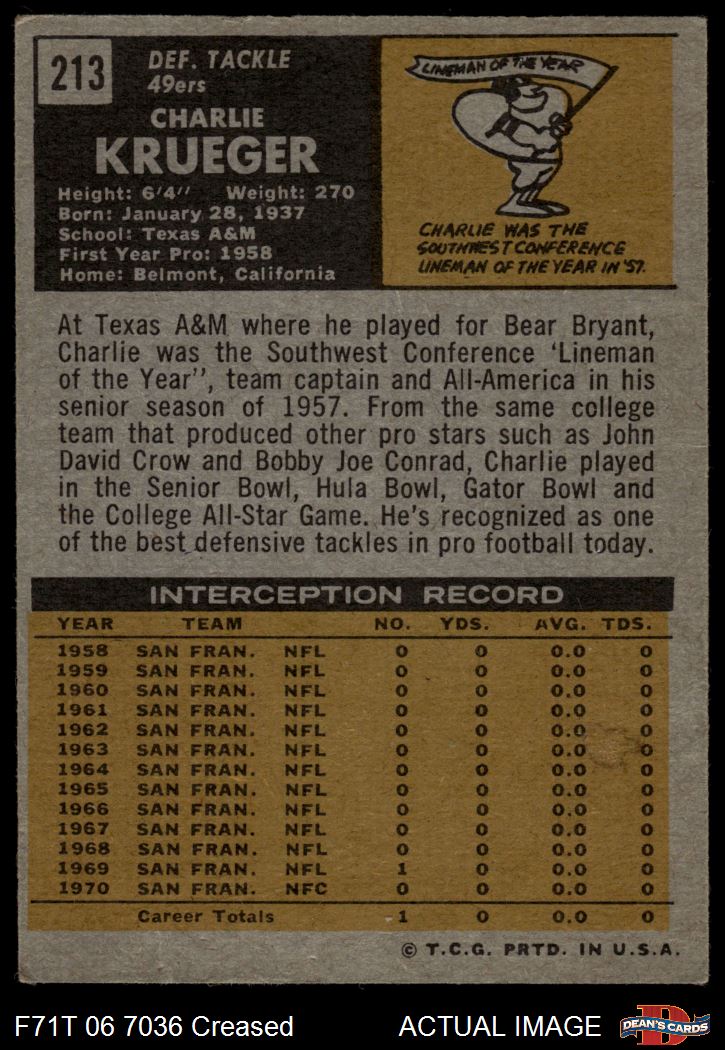 213
DEF. TACKLE
49ers
CHARLIE
KRUEGER
Height: 6'4" Weight: 270
Born: January 28, 1937
School: Texas A&M
First Year Pro: 1958
Home: Belmont, California
LINEMAN OF THE YEAR
CHARLIE WAS THE
SOUTHWEST CONFERENCE
LINEMAN OF THE YEAR IN '57.
At Texas A&M where he played for Bear Bryant,
Charlie was the Southwest Conference 'Lineman
of the Year", team captain and All-America in his
senior season of 1957. From the same college
team that produced other pro stars such as John
David Crow and Bobby Joe Conrad, Charlie played
in the Senior Bowl, Hula Bowl, Gator Bowl and
the College All-Star Game. He's recognized as one
of the best defensive tackles in pro football today.
INTERCEPTION RECORD
YEAR TEAM NO. YDS. AVG. TDS.
1958 SAN FRAN. NFL 0 0 0.0 0
1959 SAN FRAN. NFL 0 0 0.0 0
1960 SAN FRAN. NFL 0 0 0.0 0
1961 SAN FRAN. NFL 0 0 0.0 0
1962 SAN FRAN. NFL 0 0 0.0 0
1963 SAN FRAN. NFL 0 0 0.0 0
1964 SAN FRAN. NFL 0 0 0.0 0
1965 SAN FRAN. NFL 0 0 0.0 0
1966 SAN FRAN. NFL 0 0 0.0 0
1967 SAN FRAN. NFL 0 0 0.0 0
1968 SAN FRAN. NFL 0 0 0.0 0
1969 SAN FRAN. NFL 1 0 0.0 0
1970 SAN FRAN. NFC 0 0 0.0 0
Career Totals 1 0 0.0 0
© T.C.G. PRTD. IN U.S.A.
F71T 06 7036 Creased ACTUAL IMAGE
D
DEAN'S CARDS